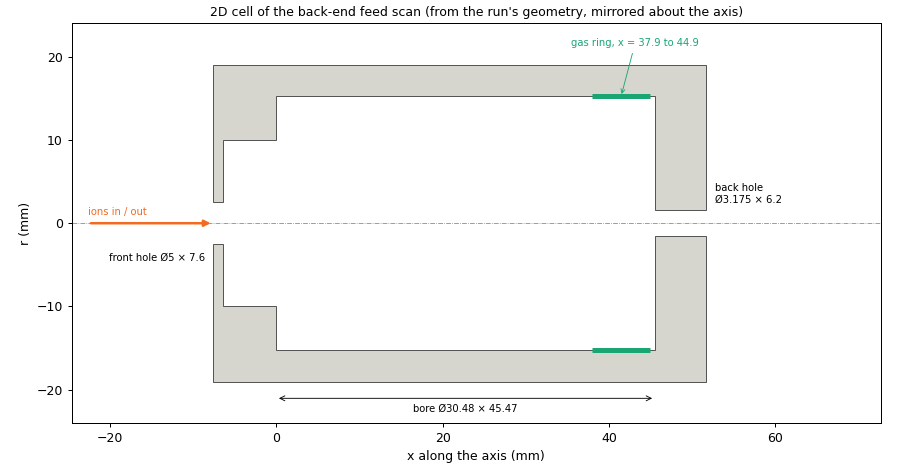 2D cell of the back-end feed scan (from the run's geometry, mirrored about the axis)
gas ring, x = 37.9 to 44.9
back hole
Ø3.175 × 6.2
ions in / out
front hole Ø5 × 7.6
bore Ø30.48 × 45.47
r (mm)
20
10
0
−10
−20
−20
0
20
40
60
x along the axis (mm)